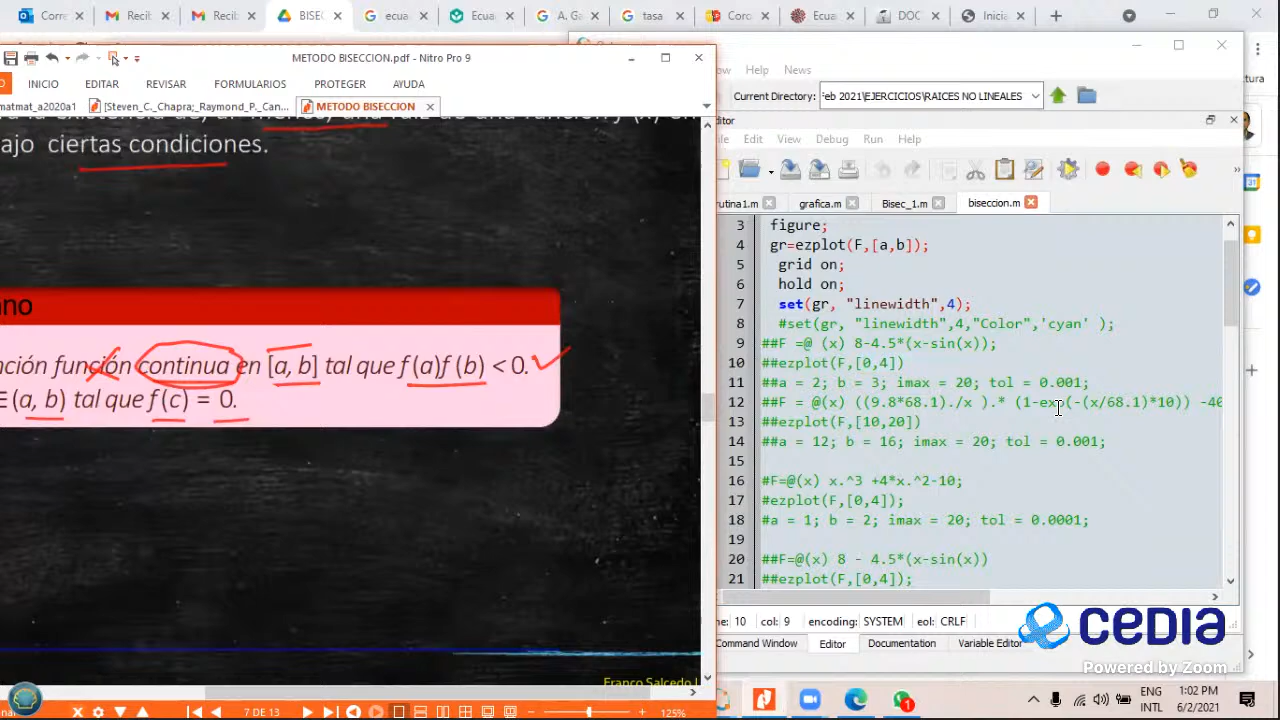 Corre
Recil
Recil
BISE
ecua
Ecuar
A. Ga
tasa
Corc
Ecua
DOC
Inicia
METODO BISECCION.pdf - Nitro Pro 9
INICIO
EDITAR
REVISAR
FORMULARIOS
PROTEGER
AYUDA
matmat_a2020a1
[Steven_C._Chapra;_Raymond_P._Can...
METODO BISECCION
ajo ciertas condiciones.
ano
nción función continua en [a, b] tal que f(a)f(b) < 0.
∈ (a, b) tal que f(c) = 0.
7 DE 13
125%
ow Help News
Current Directory:
eb 2021\EJERCICIOS\RAICES NO LINEALES
ditor
Edit View Debug Run Help
rutina1.m
grafica.m
Bisec_1.m
biseccion.m
3 figure;
4 gr=ezplot(F,[a,b]);
5 grid on;
6 hold on;
7 set(gr, "linewidth",4);
8 #set(gr, "linewidth",4,"Color",'cyan' );
9 ##F =@ (x) 8-4.5*(x-sin(x));
10 ##ezplot(F,[0,4])
11 ##a = 2; b = 3; imax = 20; tol = 0.001;
12 ##F = @(x) ((9.8*68.1)./x ).* (1-exp(-(x/68.1)*10)) -40
13 ##ezplot(F,[10,20])
14 ##a = 12; b = 16; imax = 20; tol = 0.001;
15
16 #F=@(x) x.^3 +4*x.^2-10;
17 #ezplot(F,[0,4]);
18 #a = 1; b = 2; imax = 20; tol = 0.0001;
19
20 ##F=@(x) 8 - 4.5*(x-sin(x))
21 ##ezplot(F,[0,4]);
ne: 10 col: 9 encoding: SYSTEM eol: CRLF
ommand Window
Editor
Documentation
Variable Editor
cedia
Powered by Zoom
ENG
INTL
1:02 PM
6/2/2021